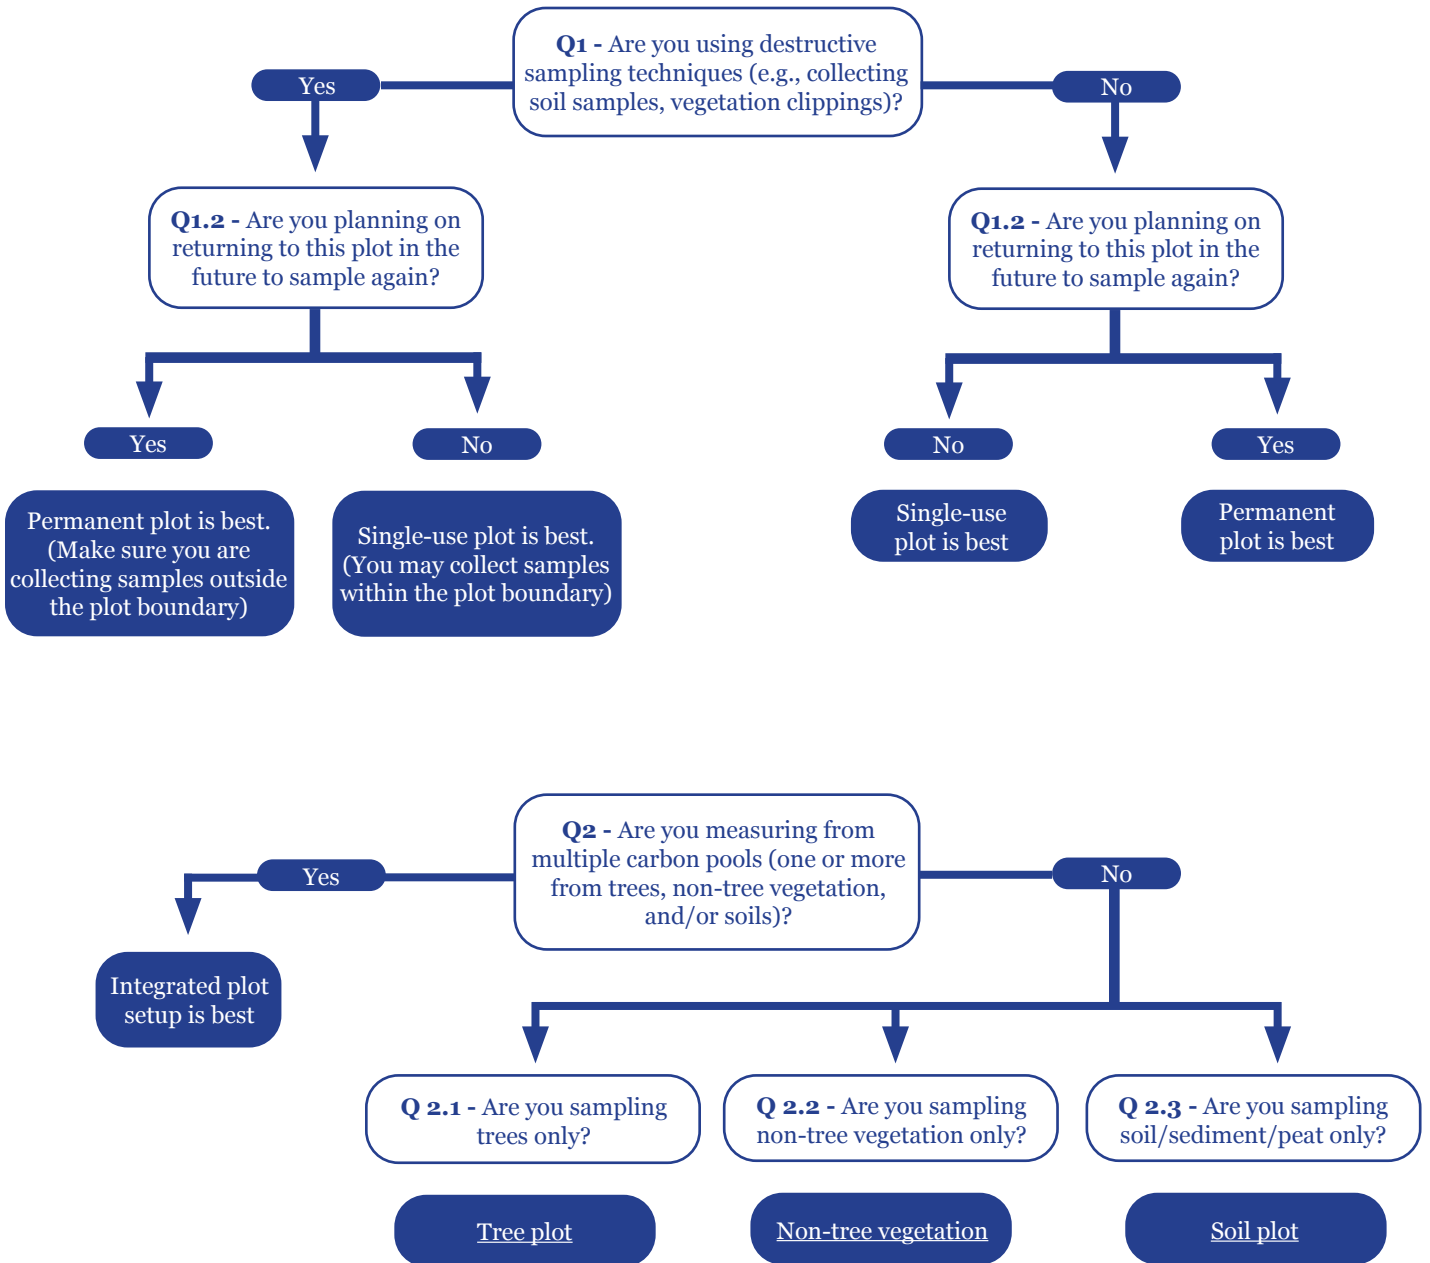 Q1 - Are you using destructive
sampling techniques (e.g., collecting
soil samples, vegetation clippings)?
Yes
No
Q1.2 - Are you planning on
returning to this plot in the
future to sample again?
Q1.2 - Are you planning on
returning to this plot in the
future to sample again?
Yes
No
No
Yes
Permanent plot is best.
(Make sure you are
collecting samples outside
the plot boundary)
Single-use plot is best.
(You may collect samples
within the plot boundary)
Single-use
plot is best
Permanent
plot is best
Q2 - Are you measuring from
multiple carbon pools (one or more
from trees, non-tree vegetation,
and/or soils)?
Yes
No
Integrated plot
setup is best
Q 2.1 - Are you sampling
trees only?
Q 2.2 - Are you sampling
non-tree vegetation only?
Q 2.3 - Are you sampling
soil/sediment/peat only?
Tree plot
Non-tree vegetation
Soil plot